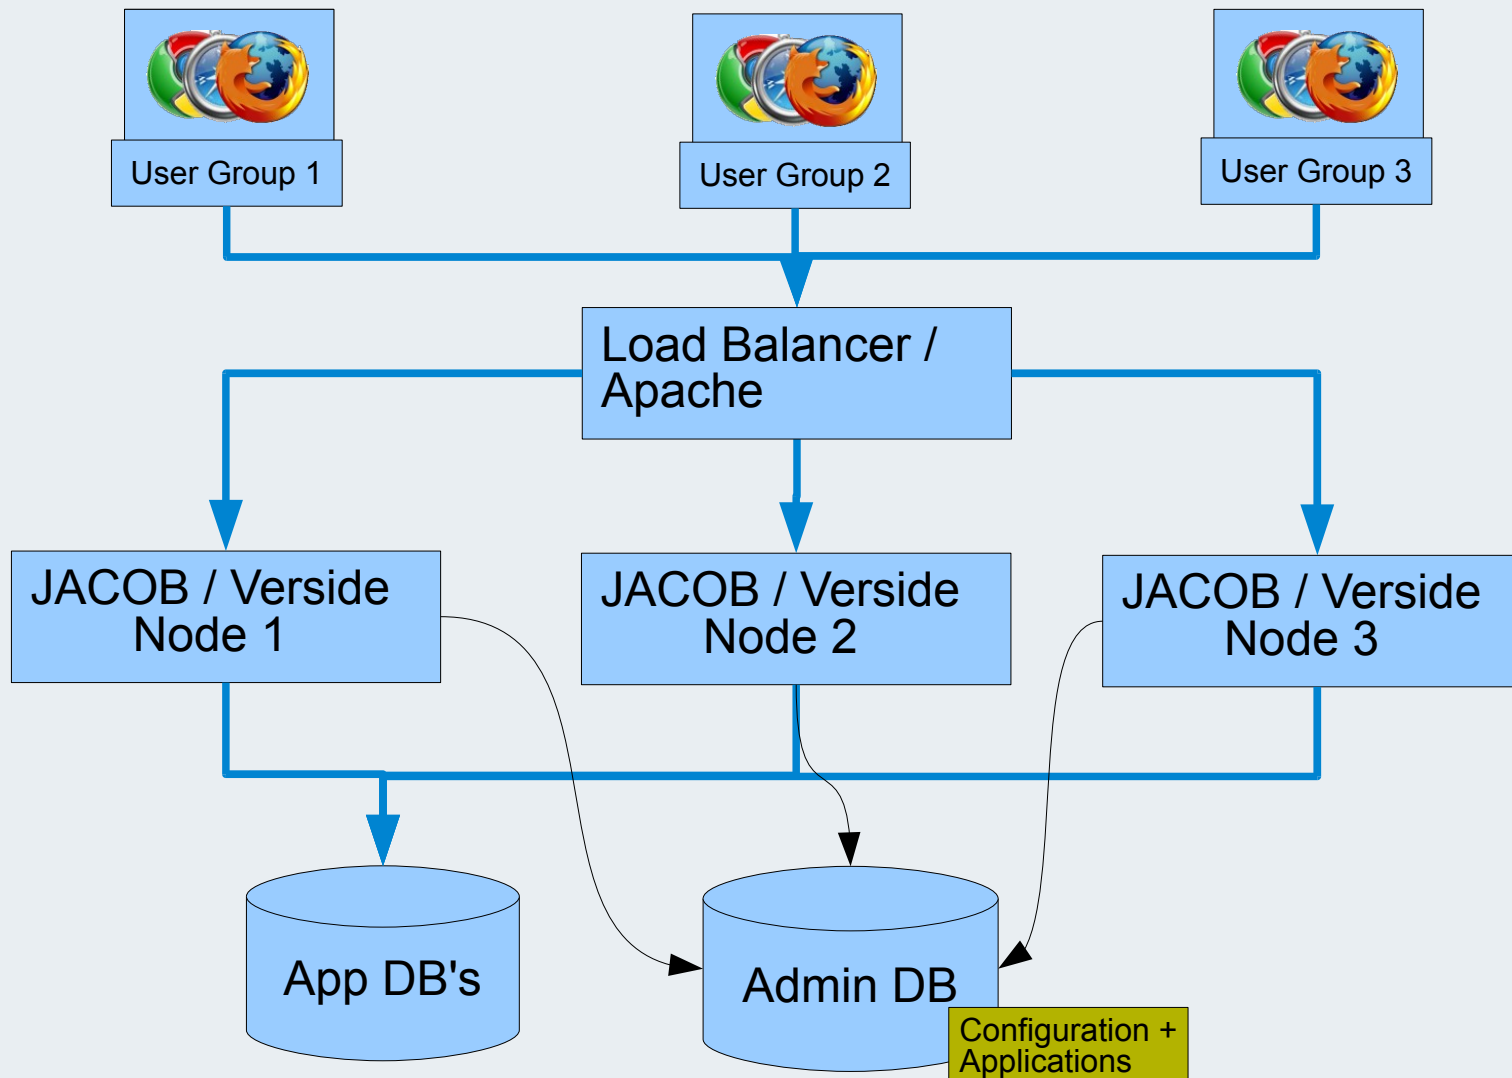 User Group 1
User Group 2
User Group 3
Load Balancer /
Apache
JACOB / Verside
Node 1
JACOB / Verside
Node 2
JACOB / Verside
Node 3
App DB's
Admin DB
Configuration +
Applications